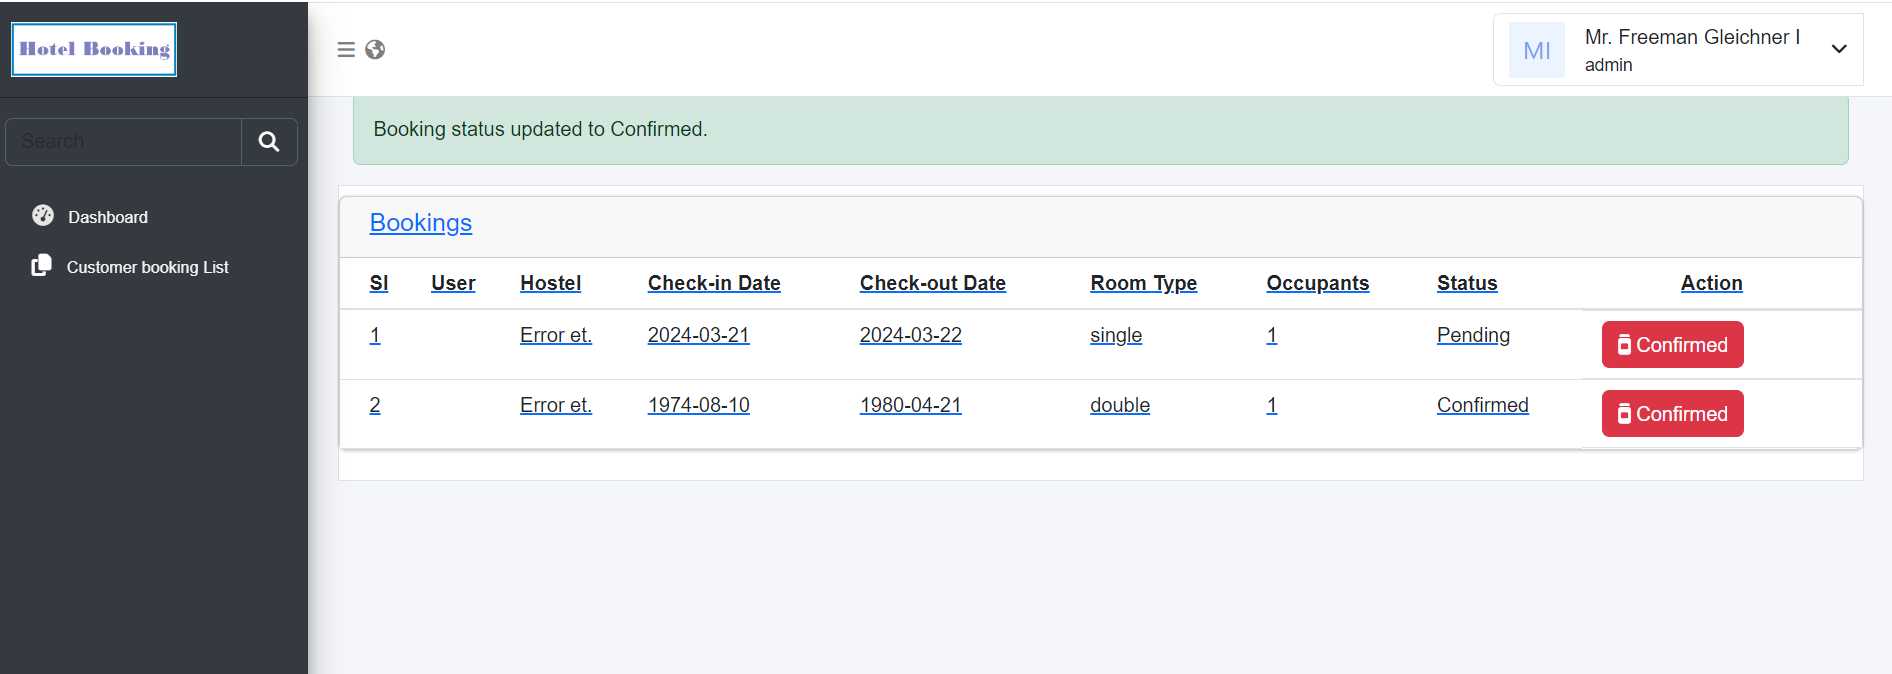 Hotel Booking
Search
Dashboard
Customer booking List
MI
Mr. Freeman Gleichner I
admin
Booking status updated to Confirmed.
Bookings
Sl User Hostel Check-in Date Check-out Date Room Type Occupants Status Action
1 Error et. 2024-03-21 2024-03-22 single 1 Pending Confirmed
2 Error et. 1974-08-10 1980-04-21 double 1 Confirmed Confirmed